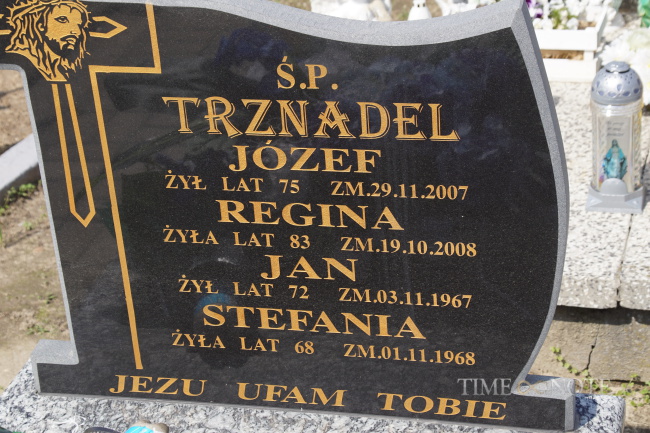 Ś.P.
TRZNADEL
JÓZEF
ŻYŁ LAT 75 ZM.29.11.2007
REGINA
ŻYŁA LAT 83 ZM.19.10.2008
JAN
ŻYŁ LAT 72 ZM.03.11.1967
STEFANIA
ŻYŁA LAT 68 ZM.01.11.1968
JEZU UFAM TOBIE